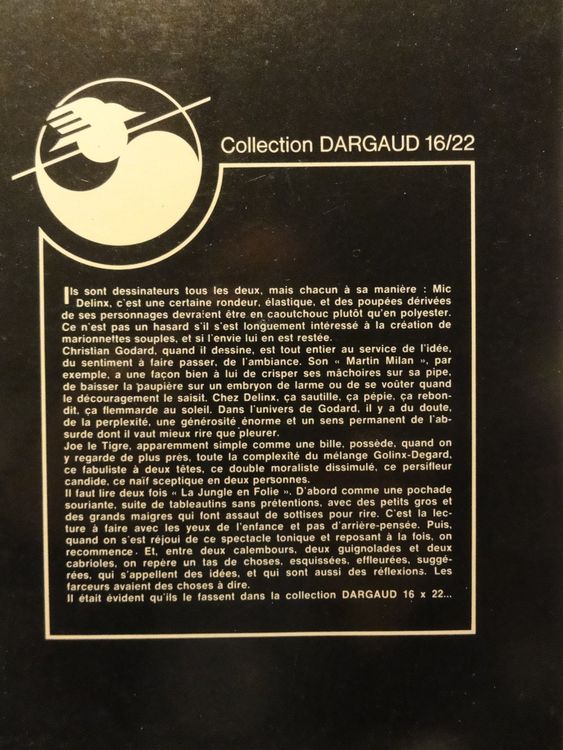 Collection DARGAUD 16/22
Ils sont dessinateurs tous les deux, mais chacun à sa manière : Mic
Delinx, c'est une certaine rondeur, élastique, et des poupées dérivées
de ses personnages devraient être en caoutchouc plutôt qu'en polyester.
Ce n'est pas un hasard s'il s'est longuement intéressé à la création de
marionnettes souples, et si l'envie lui en est restée.
Christian Godard, quand il dessine, est tout entier au service de l'idée,
du sentiment à faire passer, de l'ambiance. Son « Martin Milan », par
exemple, a une façon bien à lui de crisper ses mâchoires sur sa pipe,
de baisser la paupière sur un embryon de larme ou de se voûter quand
le découragement le saisit. Chez Delinx, ça sautille, ça pépie, ça rebon-
dit, ça flemmarde au soleil. Dans l'univers de Godard, il y a du doute,
de la perplexité, une générosité énorme et un sens permanent de l'ab-
surde dont il vaut mieux rire que pleurer.
Joe le Tigre, apparemment simple comme une bille, possède, quand on
y regarde de plus près, toute la complexité du mélange Golinx-Degard,
ce fabuliste à deux têtes, ce double moraliste dissimulé, ce persifleur
candide, ce naïf sceptique en deux personnes.
Il faut lire deux fois « La Jungle en Folie ». D'abord comme une pochade
souriante, suite de tableautins sans prétentions, avec des petits gros et
des grands maigres qui font assaut de sottises pour rire. C'est la lec-
ture à faire avec les yeux de l'enfance et pas d'arrière-pensée. Puis,
quand on s'est réjoui de ce spectacle tonique et reposant à la fois, on
recommence. Et, entre deux calembours, deux guignolades et deux
cabrioles, on repère un tas de choses, esquissées, effleurées, suggé-
rées, qui s'appellent des idées, et qui sont aussi des réflexions. Les
farceurs avaient des choses à dire.
Il était évident qu'ils le fassent dans la collection DARGAUD 16 x 22...